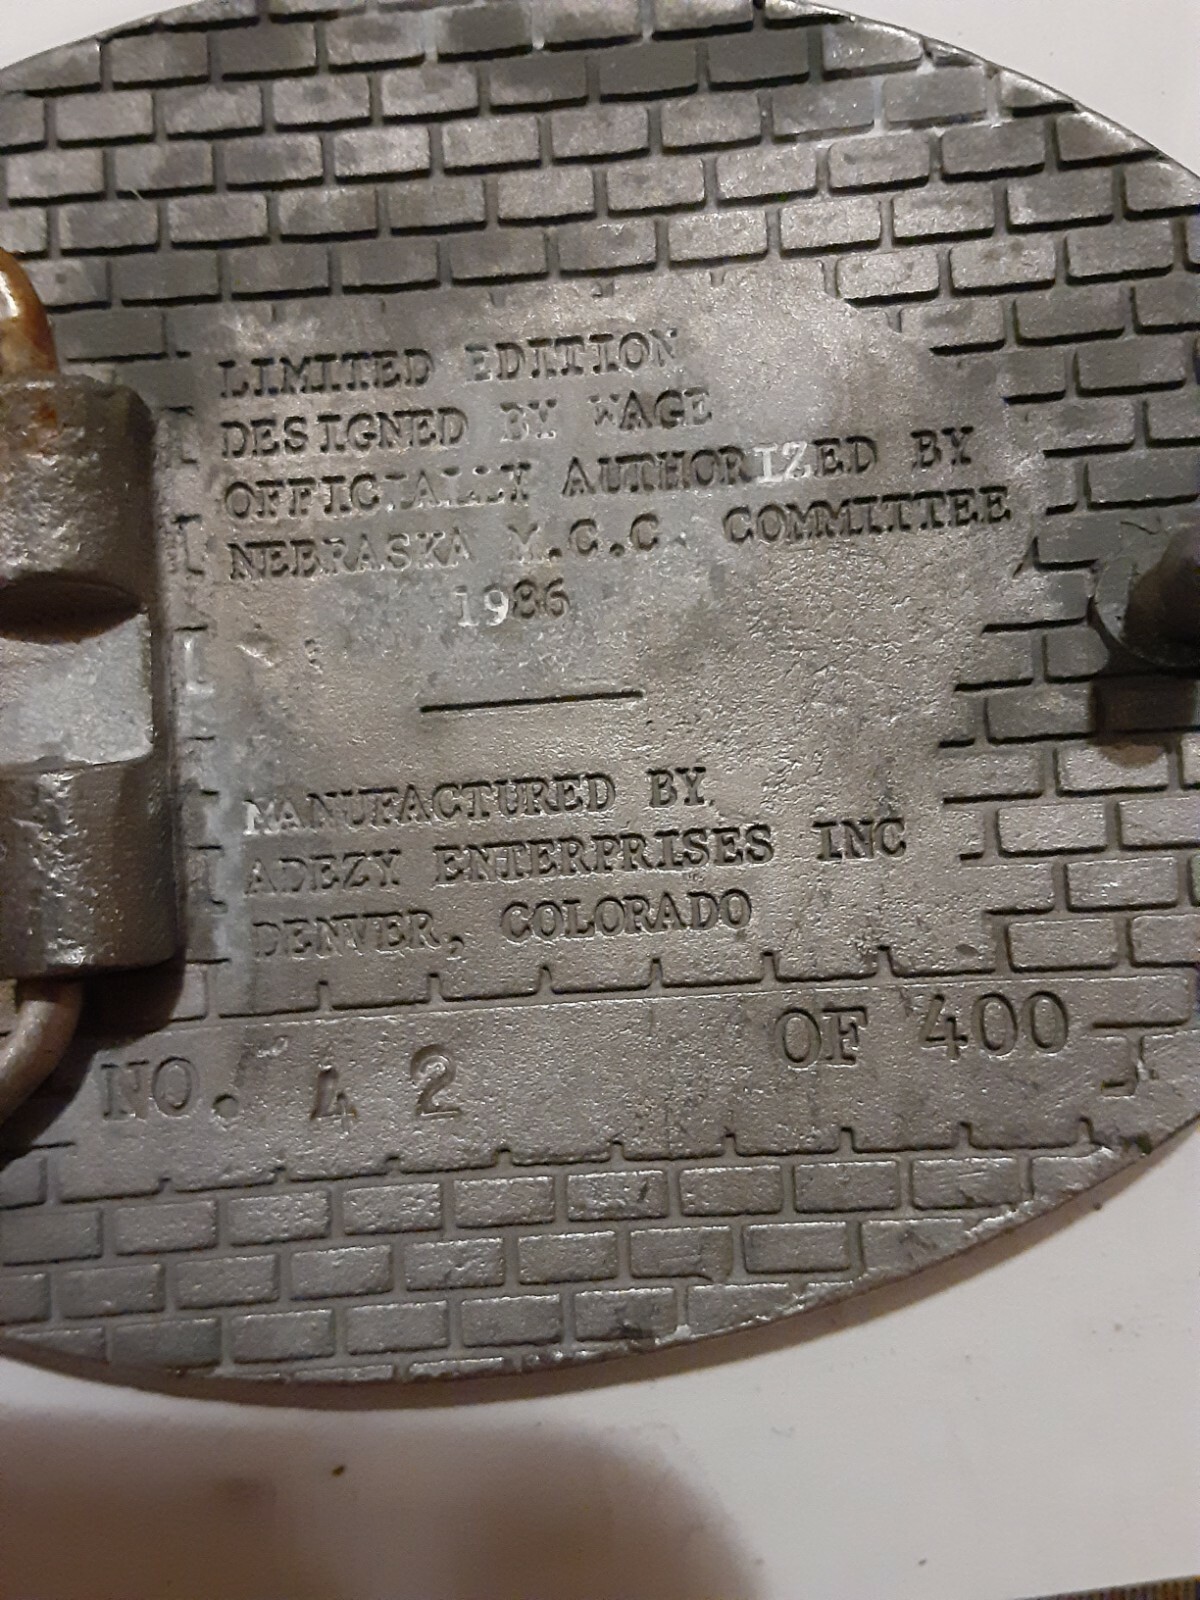 LIMITED EDITION
DESIGNED BY WAGE
OFFICIALLY AUTHORIZED BY
NEBRASKA M.C.C. COMMITTEE
1986
MANUFACTURED BY
ADEZY ENTERPRISES INC
DENVER, COLORADO
NO. 42 OF 400